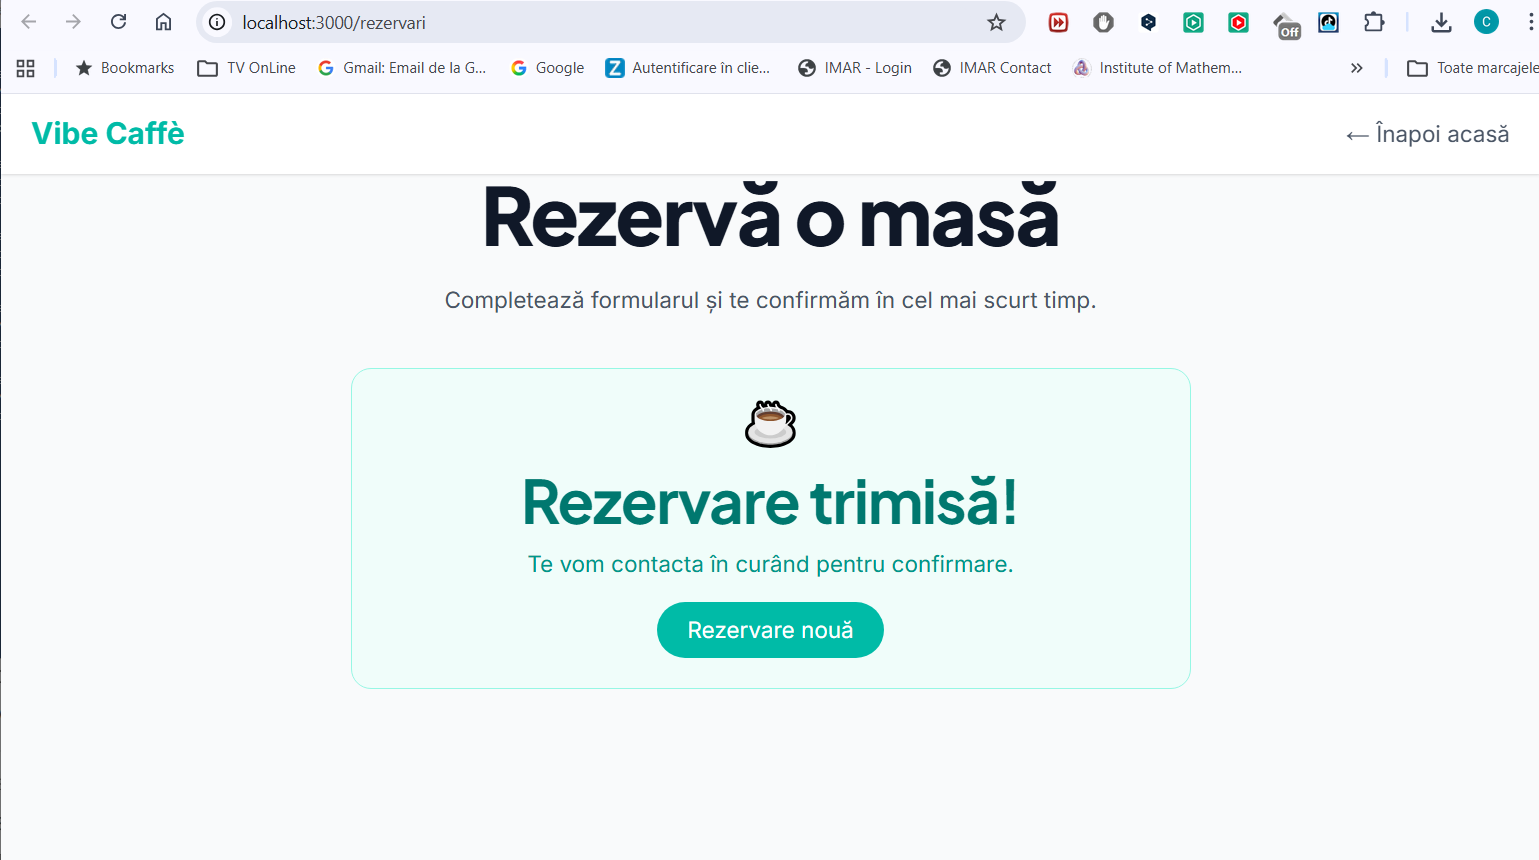 localhost:3000/rezervari
Off
C
Bookmarks
TV OnLine
Gmail: Email de la G...
Google
Z
Autentificare în clie...
IMAR - Login
IMAR Contact
Institute of Mathem...
»
Toate marcajele
Vibe Caffè
← Înapoi acasă
Rezervă o masă
Completează formularul și te confirmăm în cel mai scurt timp.
Rezervare trimisă!
Te vom contacta în curând pentru confirmare.
Rezervare nouă